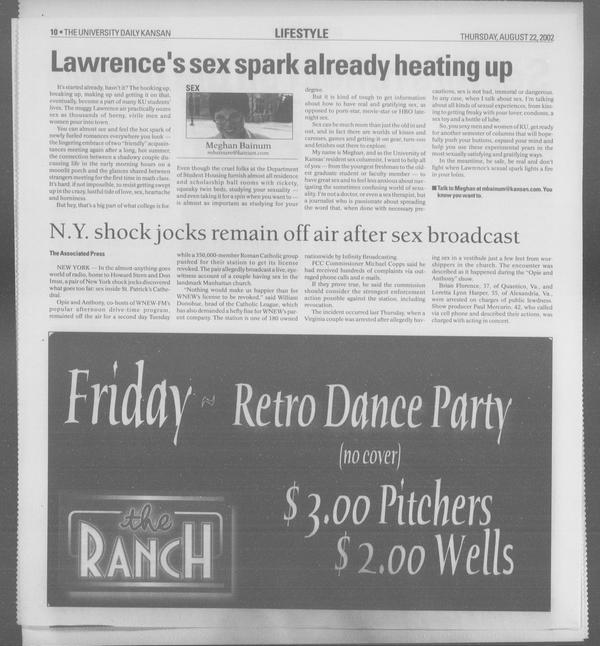 10 • THE UNIVERSITY DAILY KANSAN
LIFESTYLE
THURSDAY, AUGUST 22, 2002
Lawrence's sex spark already heating up
It's started already, hasn't it? The hooking up,
breaking up, making up and getting it on that,
eventually, become a part of many KU students'
lives. The muggy Lawrence air practically oozes
sex as thousands of horny, virile men and
women pour into town.
You can almost see and feel the hot spark of
newly fueled romances everywhere you look —
the lingering embrace of two "friendly" acquain-
tances meeting again after a long, hot summer,
the connection between a shadowy couple dis-
cussing life in the early morning hours on a
moonlit porch and the glances shared between
strangers meeting for the first time in math class.
It's hard, if not impossible, to resist getting swept
up in the crazy, lustful tide of love, sex, heartache
and horniness.
But hey, that's a big part of what college is for.
SEX
Meghan Bainum
mbainum@kansan.com
Even though the cruel folks at the Department
of Student Housing furnish almost all residence
and scholarship hall rooms with rickety,
squeaky twin beds, studying your sexuality —
and even taking it for a spin when you want to —
is almost as important as studying for your
degree.
But it is kind of tough to get information
about how to have real and gratifying sex, as
opposed to porn-star, movie-star or HBO late-
night sex.
Sex can be much more than just the old in and
out, and in fact there are worlds of kisses and
caresses, games and getting-it-on gear, turn-ons
and fetishes out there to explore.
My name is Meghan, and as the University of
Kansas' resident sex columnist, I want to help all
of you — from the youngest freshman to the old-
est graduate student or faculty member — to
have great sex and to feel less anxious about nav-
igating the sometimes confusing world of sexu-
ality. I'm not a doctor, or even a sex therapist, but
a journalist who is passionate about spreading
the word that, when done with necessary pre-
cautions, sex is not bad, immoral or dangerous.
In any case, when I talk about sex, I'm talking
about all kinds of sexual experiences, from kiss-
ing to getting freaky with your lover, condoms, a
sex toy and a bottle of lube.
So, you sexy men and women of KU, get ready
for another semester of columns that will hope-
fully push your buttons, expand your mind and
help you use these experimental years in the
most sexually satisfying and gratifying ways.
In the meantime, be safe, be real and don't
fight when Lawrence's sexual spark lights a fire
in your loins.
■ Talk to Meghan at mbainum@kansan.com. You
know you want to.
N.Y. shock jocks remain off air after sex broadcast
The Associated Press
NEW YORK — In the almost anything goes
world of radio, home to Howard Stern and Don
Imus, a pair of New York shock jocks discovered
what goes too far: sex inside St. Patrick's Cathe-
dral.
Opie and Anthony, co-hosts of WNEW-FM's
popular afternoon drive-time program,
remained off the air for a second day Tuesday
while a 350,000-member Roman Catholic group
pushed for their station to get its license
revoked. The pair allegedly broadcast a live, eye-
witness account of a couple having sex in the
landmark Manhattan church.
"Nothing would make us happier than for
WNEW's license to be revoked," said William
Donohue, head of the Catholic League, which
has also demanded a hefty fine for WNEW's par-
ent company. The station is one of 180 owned
nationwide by Infinity Broadcasting.
FCC Commissioner Michael Copps said he
had received hundreds of complaints via out-
raged phone calls and e-mails.
If they prove true, he said the commission
should consider the strongest enforcement
action possible against the station, including
revocation.
The incident occurred last Thursday, when a
Virginia couple was arrested after allegedly hav-
ing sex in a vestibule just a few feet from wor-
shippers in the church. The encounter was
described as it happened during the "Opie and
Anthony" show.
Brian Florence, 37, of Quantico, Va., and
Loretta Lynn Harper, 35, of Alexandria, Va.,
were arrested on charges of public lewdness.
Show producer Paul Mercurio, 42, who called
via cell phone and described their actions, was
charged with acting in concert.
Friday ~ Retro Dance Party
(no cover)
$ 3.00 Pitchers
$ 2.00 Wells
the
RANCH